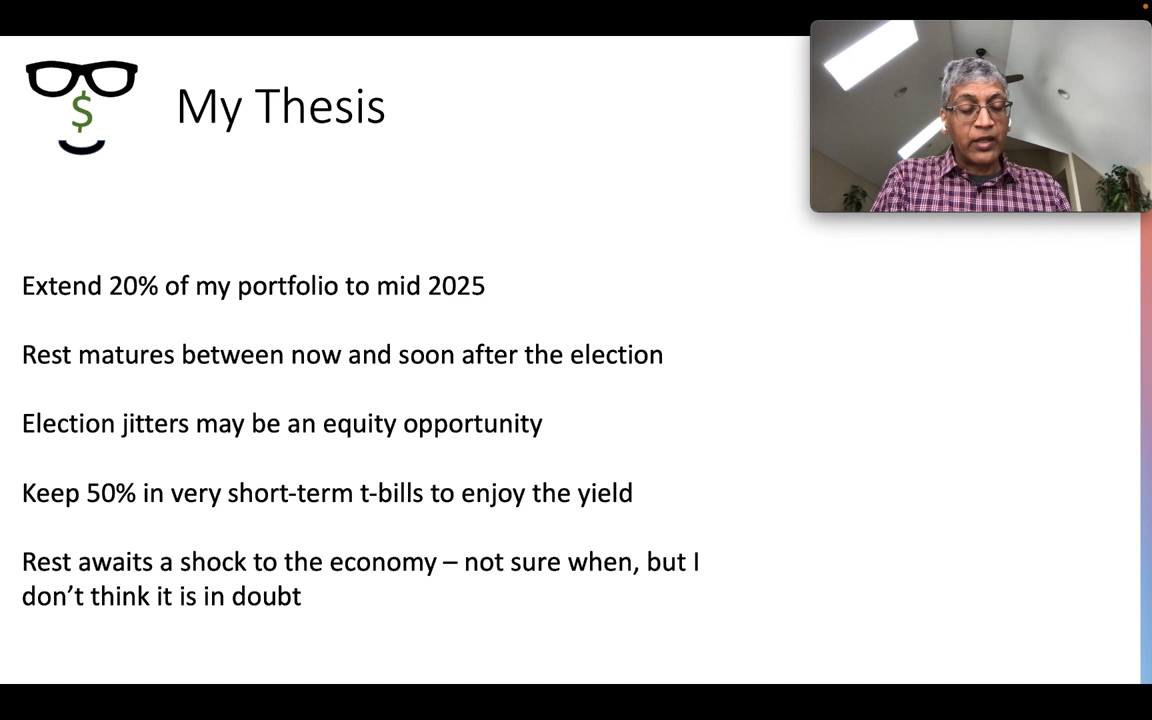 $
My Thesis
Extend 20% of my portfolio to mid 2025
Rest matures between now and soon after the election
Election jitters may be an equity opportunity
Keep 50% in very short-term t-bills to enjoy the yield
Rest awaits a shock to the economy – not sure when, but I
don’t think it is in doubt